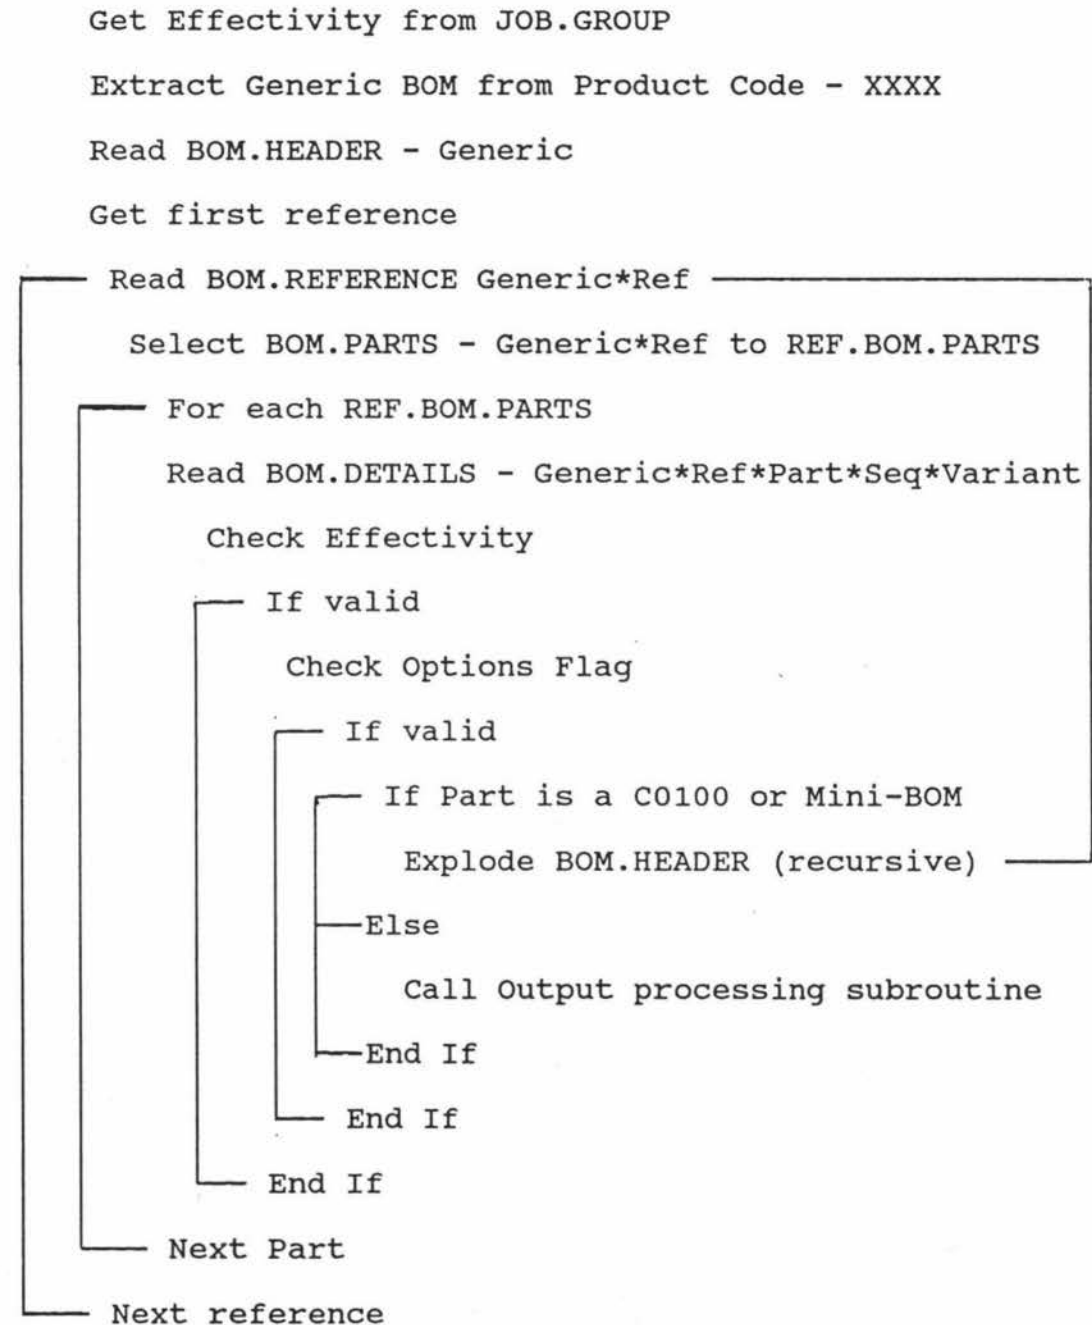 Get Effectivity from JOB.GROUP
Extract Generic BOM from Product Code - XXXX
Read BOM.HEADER - Generic
Get first reference
Read BOM.REFERENCE Generic*Ref
Select BOM.PARTS - Generic*Ref to REF.BOM.PARTS
For each REF.BOM.PARTS
Read BOM.DETAILS - Generic*Ref*Part*Seq*Variant
Check Effectivity
If valid
Check Options Flag
If valid
If Part is a C0100 or Mini-BOM
Explode BOM.HEADER (recursive)
Else
Call Output processing subroutine
End If
End If
End If
Next Part
Next reference